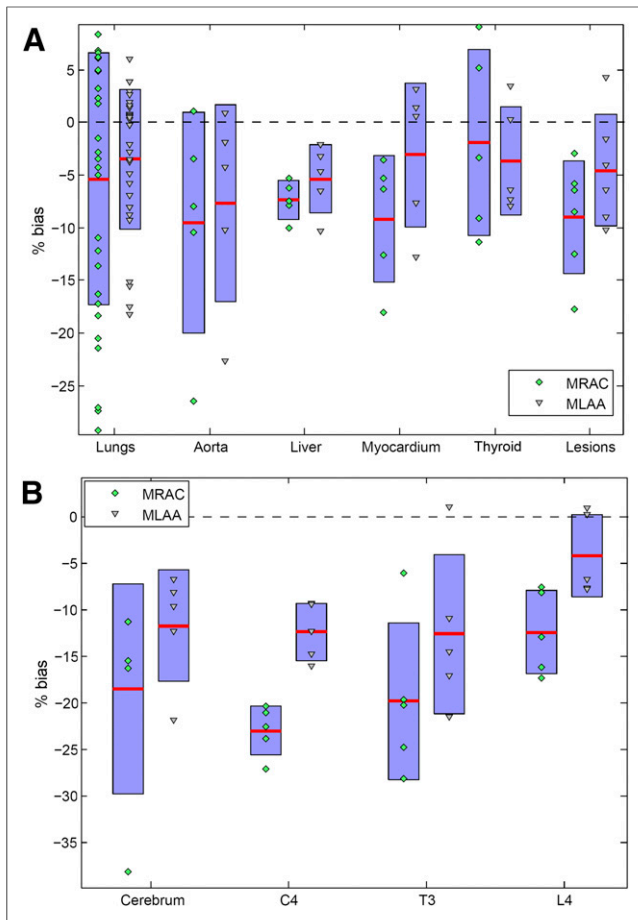 A
% bias
5
0
−5
−10
−15
−20
−25
MRAC
MLAA
Lungs Aorta Liver Myocardium Thyroid Lesions
B
MRAC
MLAA
% bias
0
−5
−10
−15
−20
−25
−30
−35
Cerebrum C4 T3 L4